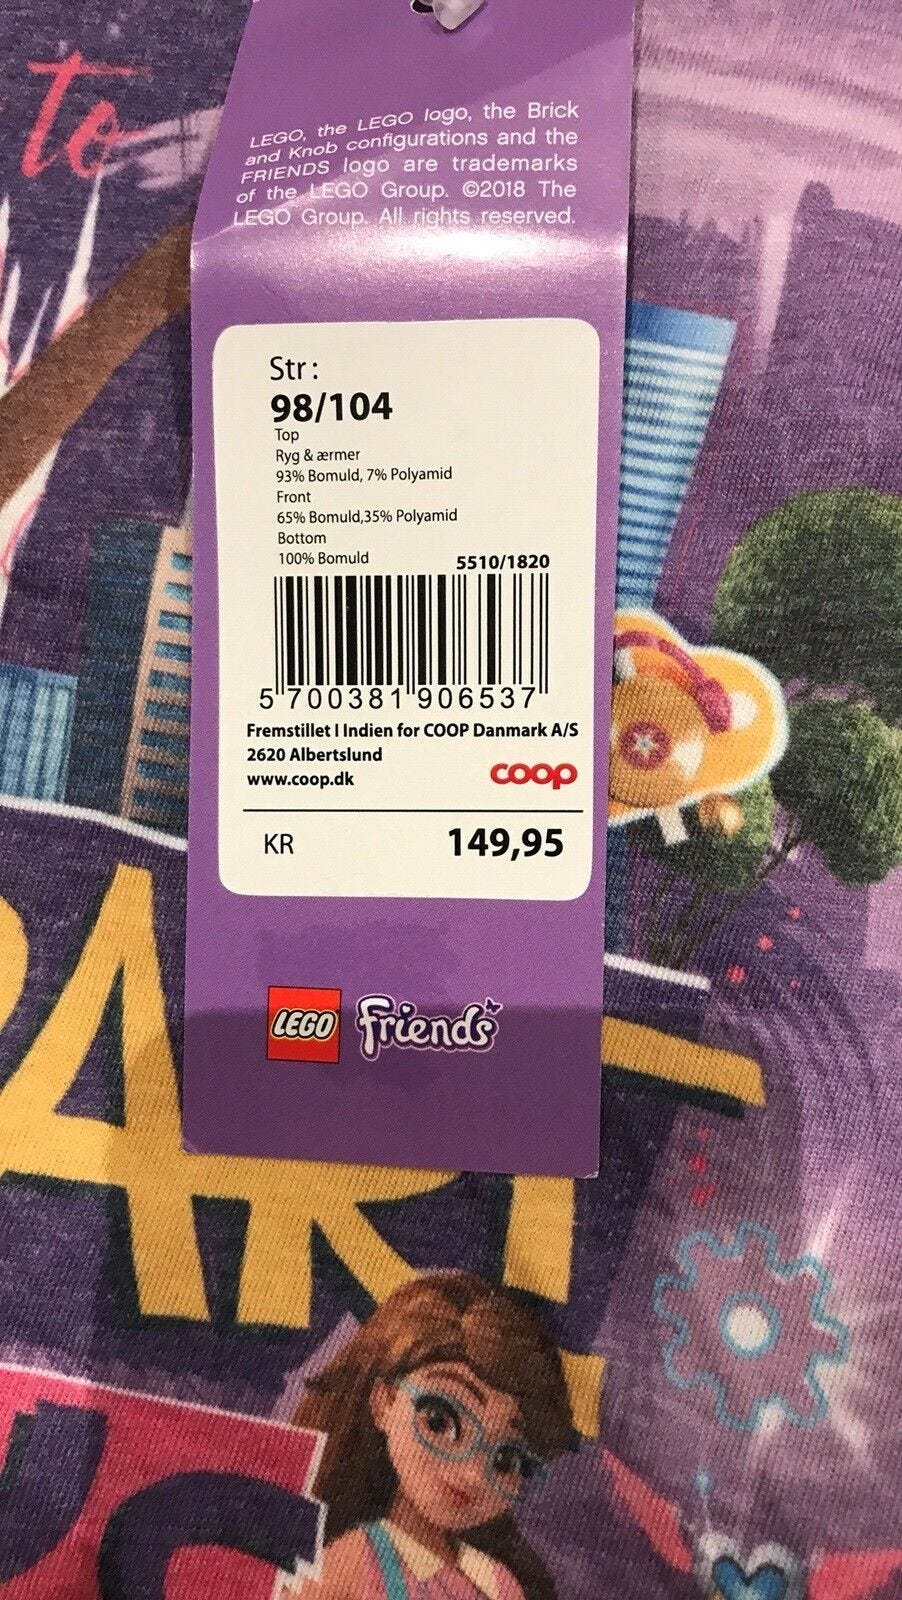 to
LEGO, the LEGO logo, the Brick
and Knob configurations and the
FRIENDS logo are trademarks
of the LEGO Group. ©2018 The
LEGO Group. All rights reserved.
Str :
98/104
Top
Ryg & ærmer
93% Bomuld, 7% Polyamid
Front
65% Bomuld,35% Polyamid
Bottom
100% Bomuld
5510/1820
5 700381 906537
Fremstillet I Indien for COOP Danmark A/S
2620 Albertslund
www.coop.dk
coop
KR 149,95
LEGO friends
ART